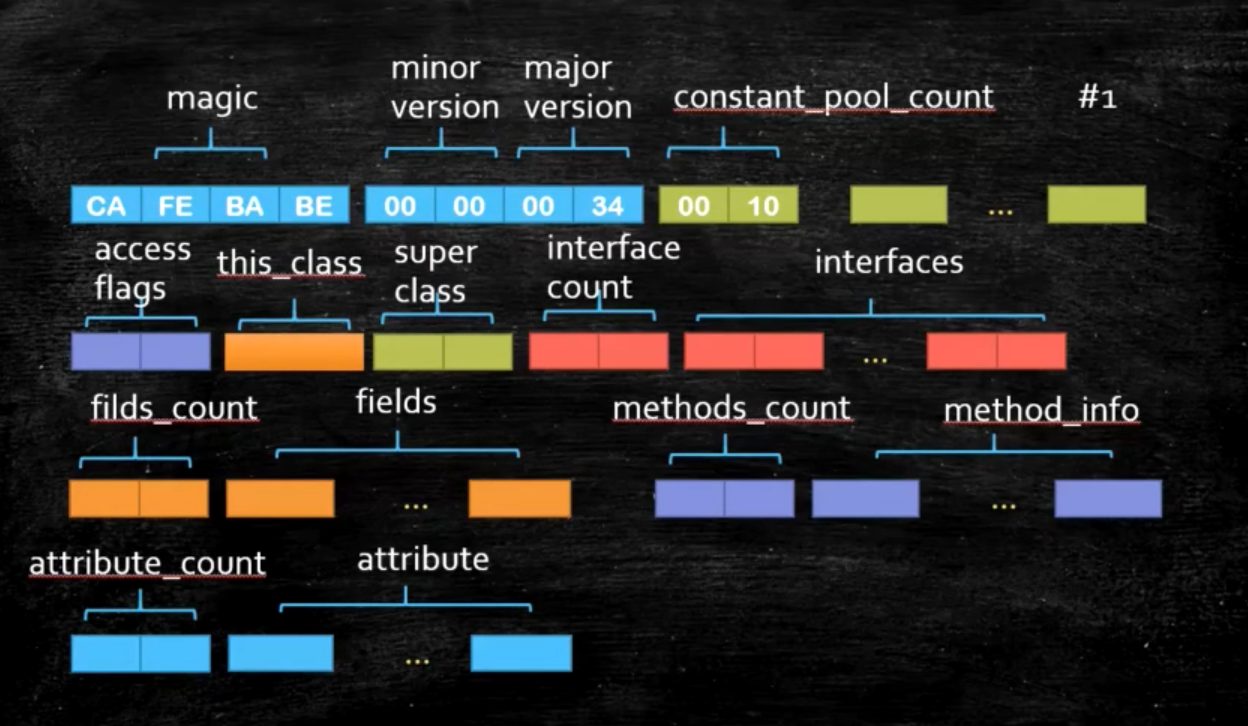 magic
minor
version
major
version
constant_pool_count
#1
CA FE BA BE 00 00 00 34 00 10 ...
access
flags
this_class
super
class
interface
count
interfaces
...
filds_count
fields
methods_count
method_info
... ...
attribute_count
attribute
...